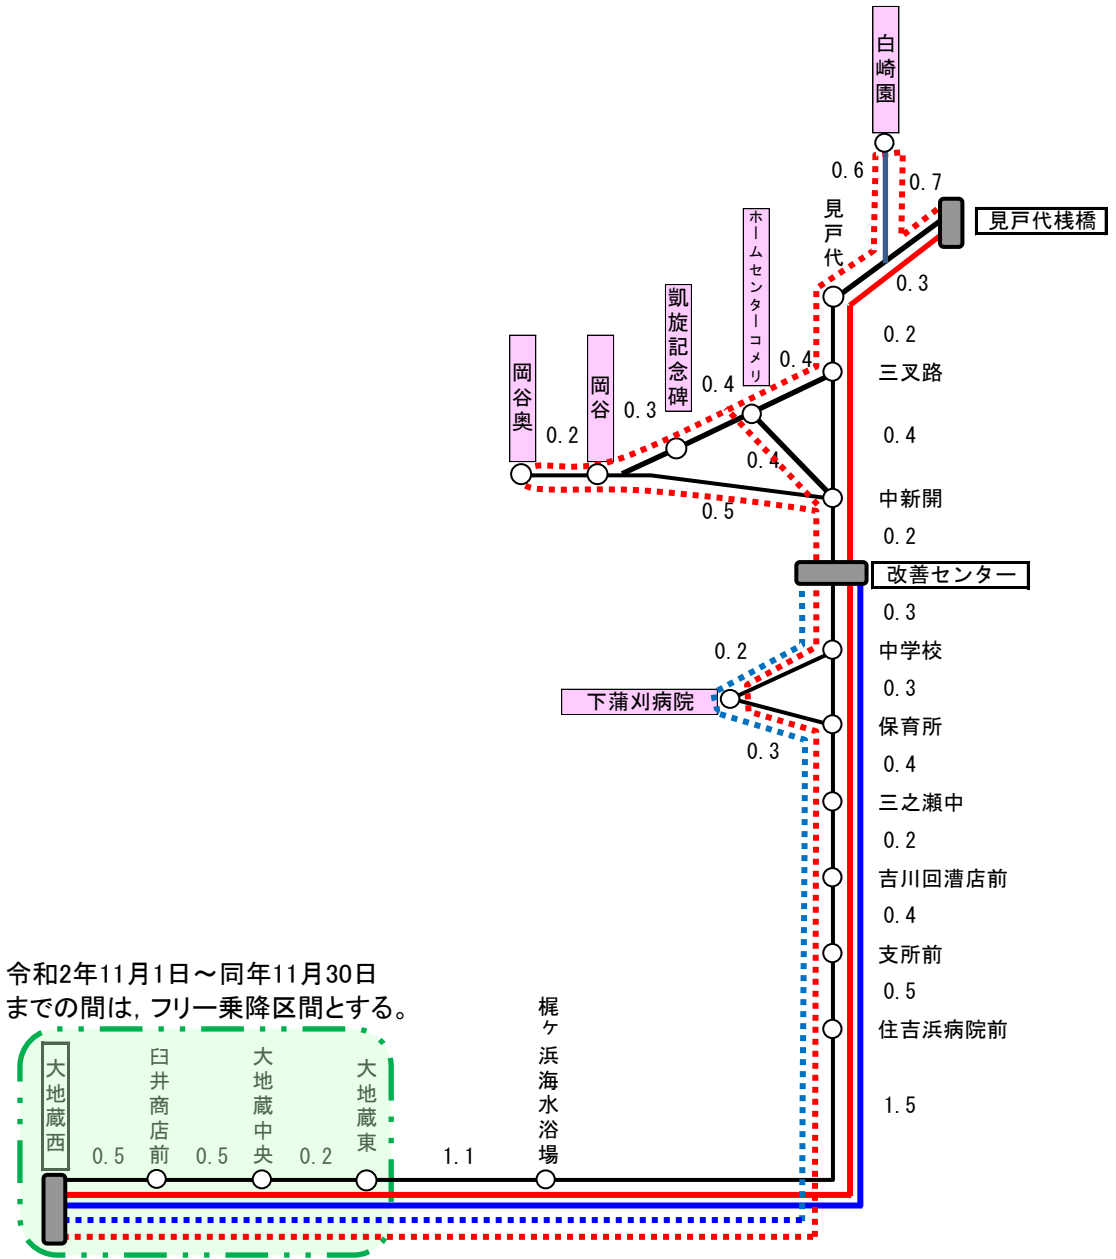 白崎園
0.6
0.7
見戸代
見戸代桟橋
ホームセンターコメリ
0.3
凱旋記念碑
0.2
岡谷奥
岡谷
0.4
三叉路
0.4
0.3
0.2
0.4
0.4
中新開
0.5
0.2
改善センター
0.3
0.2
中学校
0.3
下蒲刈病院
保育所
0.3
0.4
三之瀬中
0.2
吉川回漕店前
0.4
支所前
令和2年11月1日~同年11月30日
までの間は,フリー乗降区間とする。
0.5
梶ヶ浜海水浴場
住吉浜病院前
大地蔵西
臼井商店前
大地蔵中央
大地蔵東
1.5
0.5
0.5
0.2
1.1